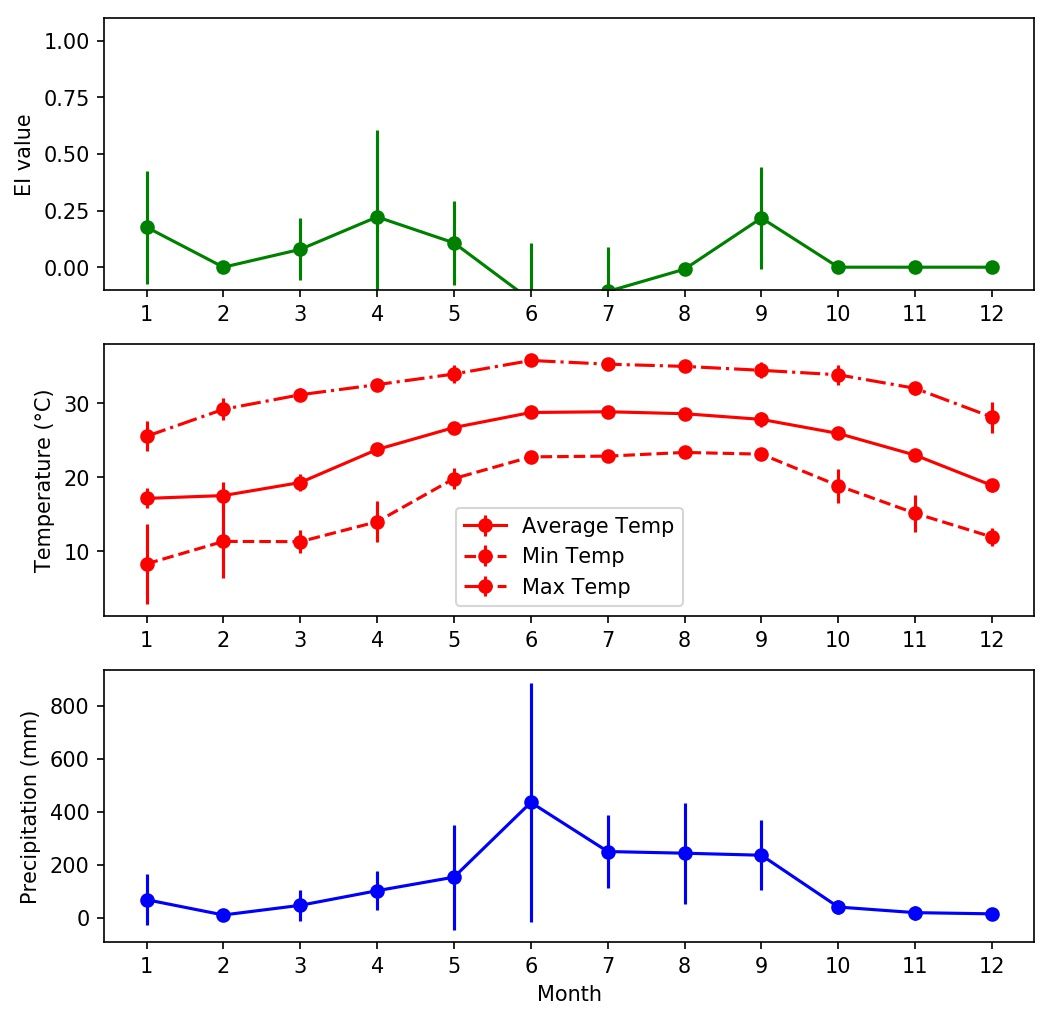 1.00
0.75
0.50
0.25
0.00
EI value
1 2 3 4 5 6 7 8 9 10 11 12
30
20
10
Temperature (°C)
Average Temp
Min Temp
Max Temp
1 2 3 4 5 6 7 8 9 10 11 12
800
600
400
200
0
Precipitation (mm)
1 2 3 4 5 6 7 8 9 10 11 12
Month